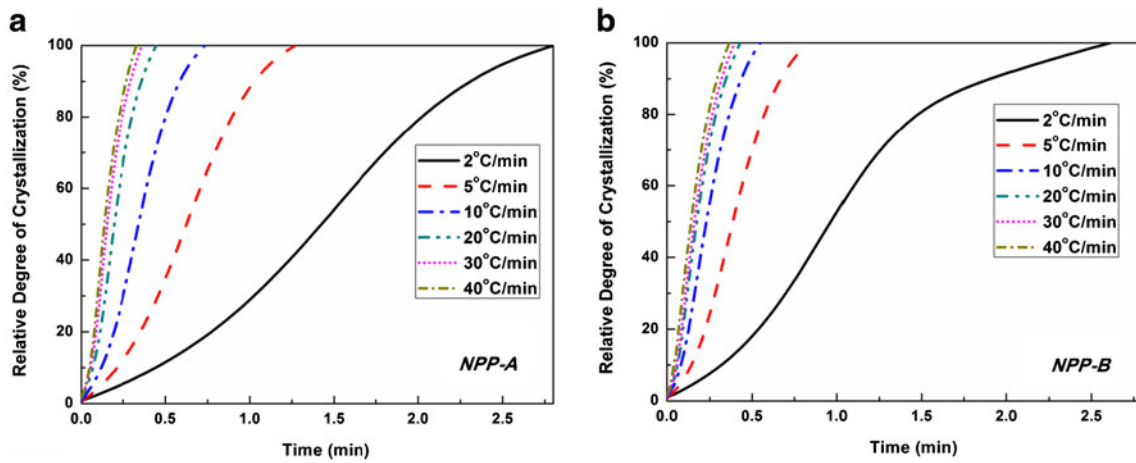 a
Relative Degree of Crystallization (%)
100
80
60
40
20
0
0.0 0.5 1.0 1.5 2.0 2.5
Time (min)
2°C/min
5°C/min
10°C/min
20°C/min
30°C/min
40°C/min
NPP-A
b
Relative Degree of Crystallization (%)
100
80
60
40
20
0
0.0 0.5 1.0 1.5 2.0 2.5
Time (min)
2°C/min
5°C/min
10°C/min
20°C/min
30°C/min
40°C/min
NPP-B